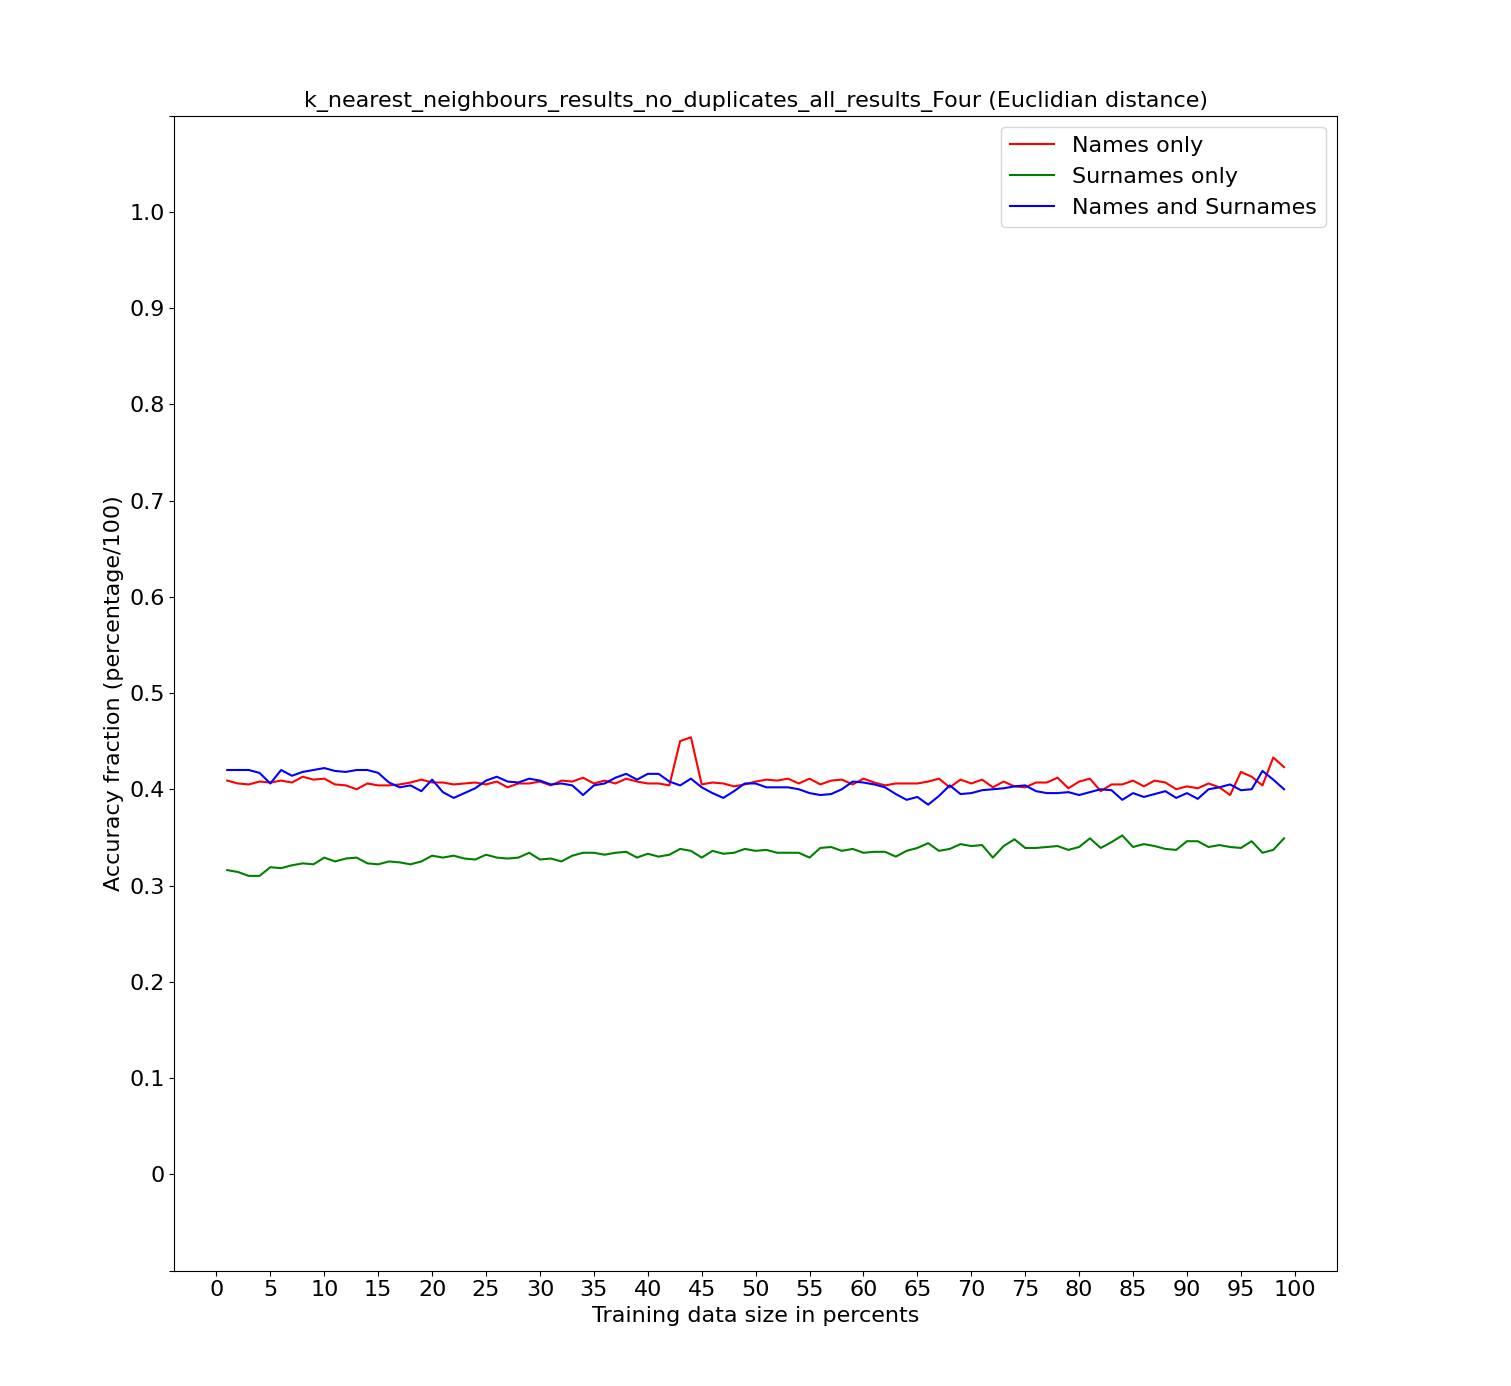 k_nearest_neighbours_results_no_duplicates_all_results_Four (Euclidian distance)
Names only
Surnames only
Names and Surnames
1.0
0.9
0.8
0.7
0.6
0.5
0.4
0.3
0.2
0.1
0
Accuracy fraction (percentage/100)
0 5 10 15 20 25 30 35 40 45 50 55 60 65 70 75 80 85 90 95 100
Training data size in percents